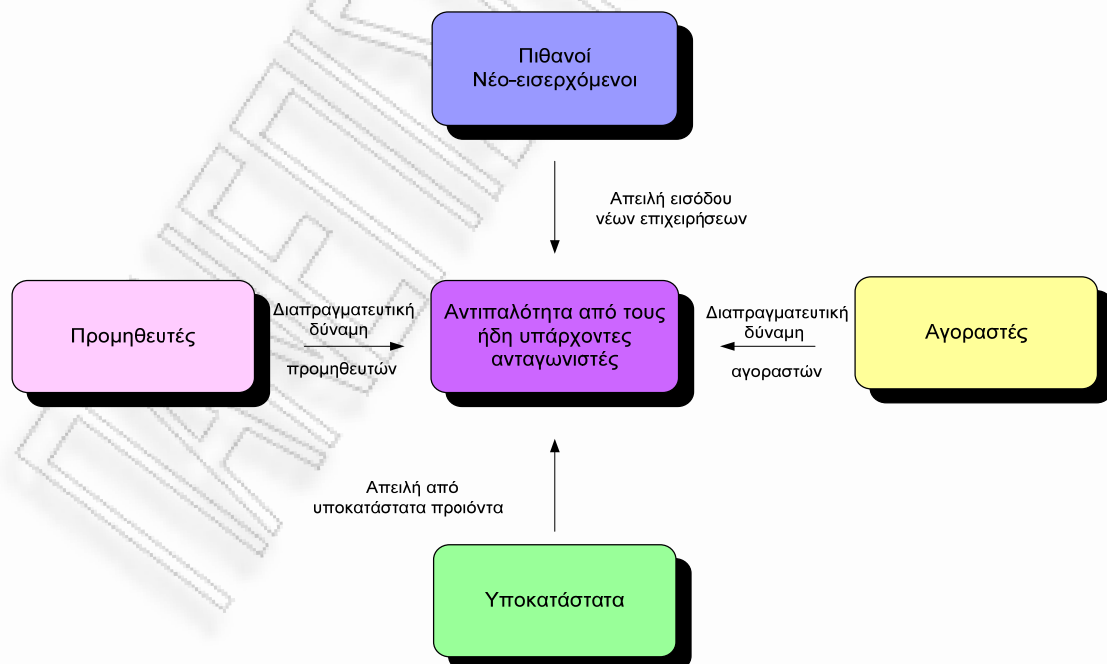 Πιθανοί
Νέο-εισερχόμενοι
Απειλή εισόδου
νέων επιχειρήσεων
Προμηθευτές
Διαπραγματευτική
δύναμη
προμηθευτών
Αντιπαλότητα από τους
ήδη υπάρχοντες
ανταγωνιστές
Διαπραγματευτική
δύναμη
αγοραστών
Αγοραστές
Απειλή από
υποκατάστατα προιόντα
Υποκατάστατα